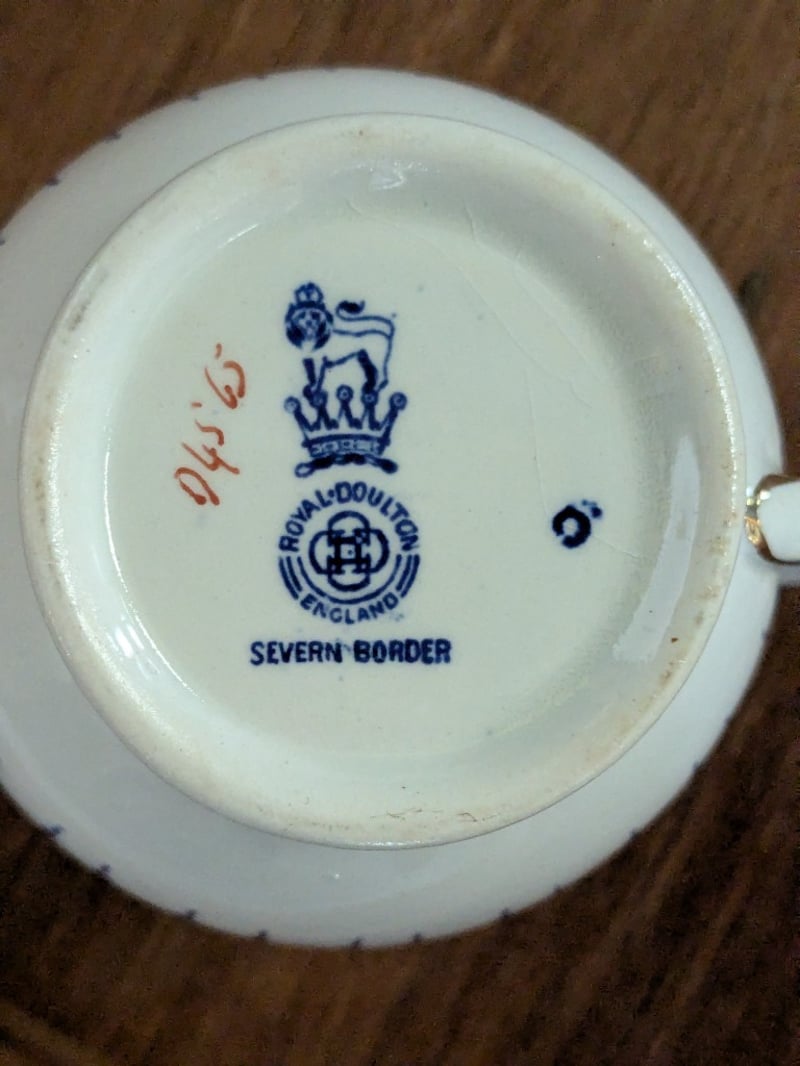 D4565
ROYAL·DOULTON
ENGLAND
SEVERN BORDER